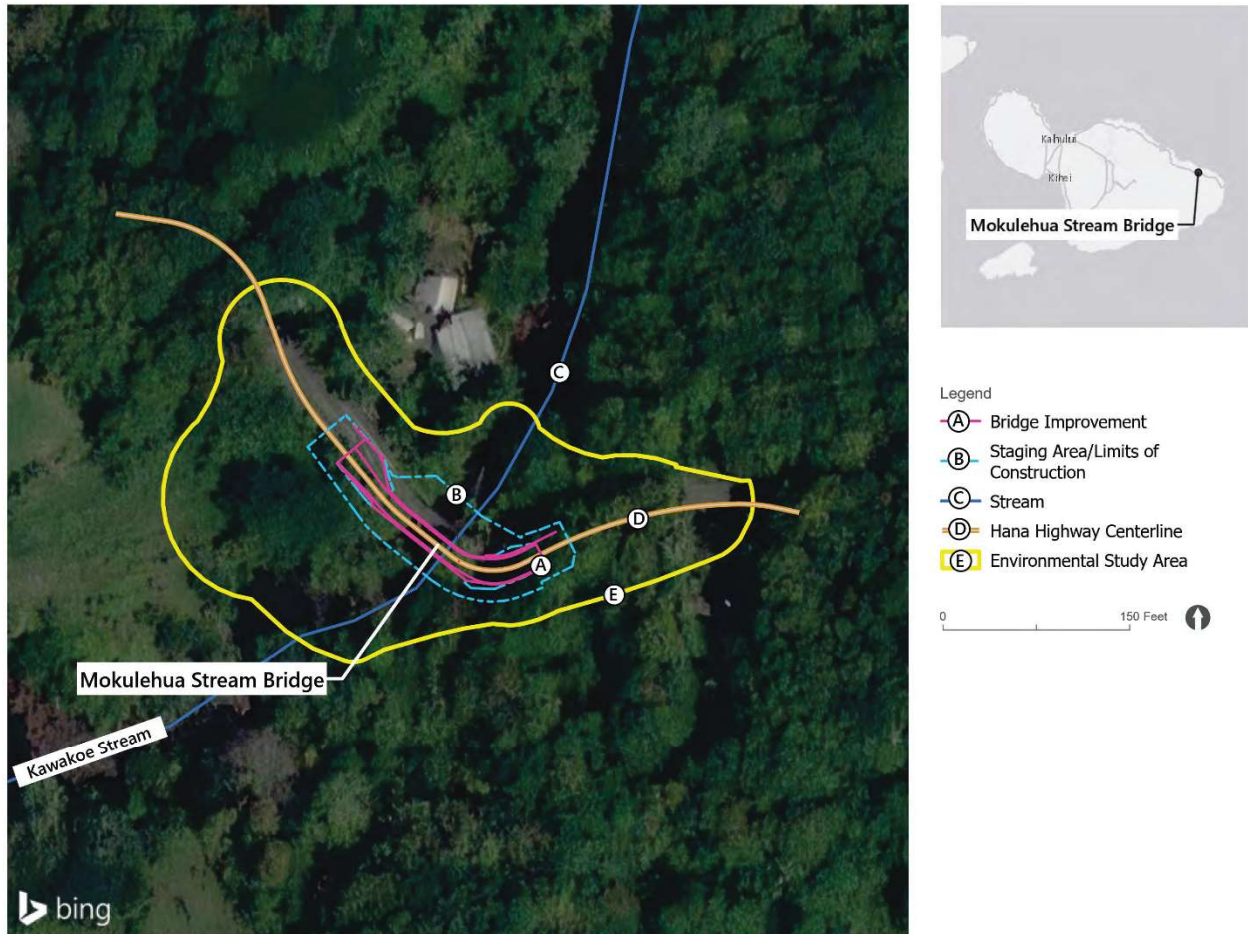 Kahului
Kihei
Mokulehua Stream Bridge
C
B
D
A
E
Mokulehua Stream Bridge
Kawakoe Stream
bing
Legend
A Bridge Improvement
B Staging Area/Limits of
Construction
C Stream
D Hana Highway Centerline
E Environmental Study Area
0 150 Feet